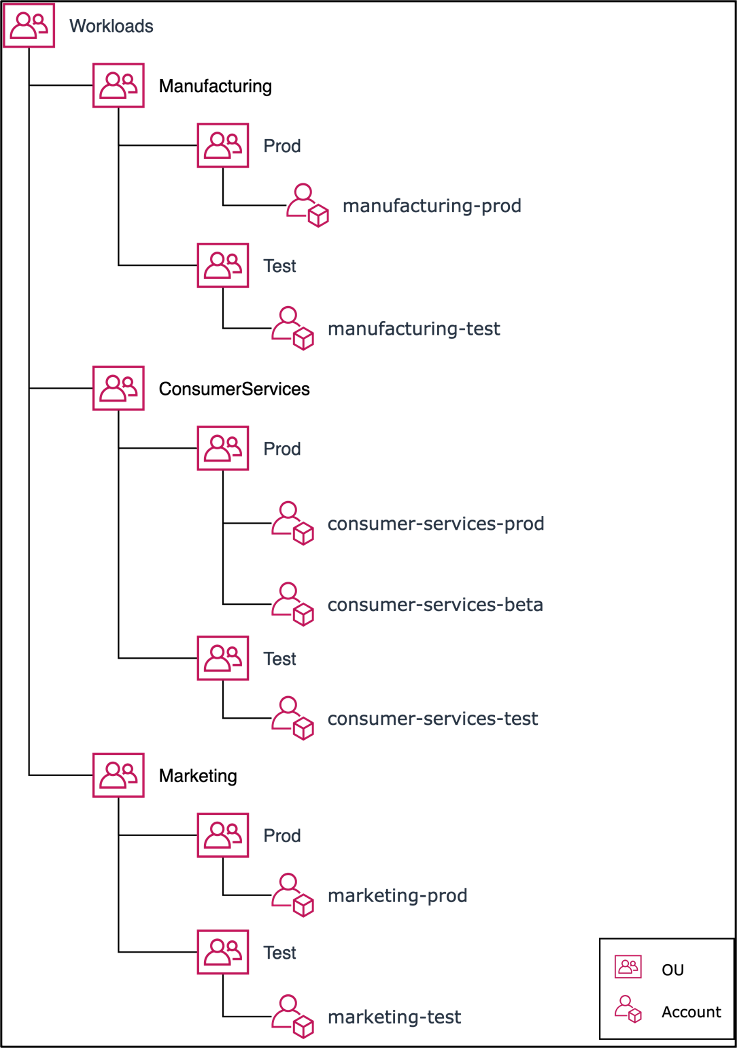 Workloads
Manufacturing
Prod
manufacturing-prod
Test
manufacturing-test
ConsumerServices
Prod
consumer-services-prod
consumer-services-beta
Test
consumer-services-test
Marketing
Prod
marketing-prod
Test
marketing-test
OU
Account